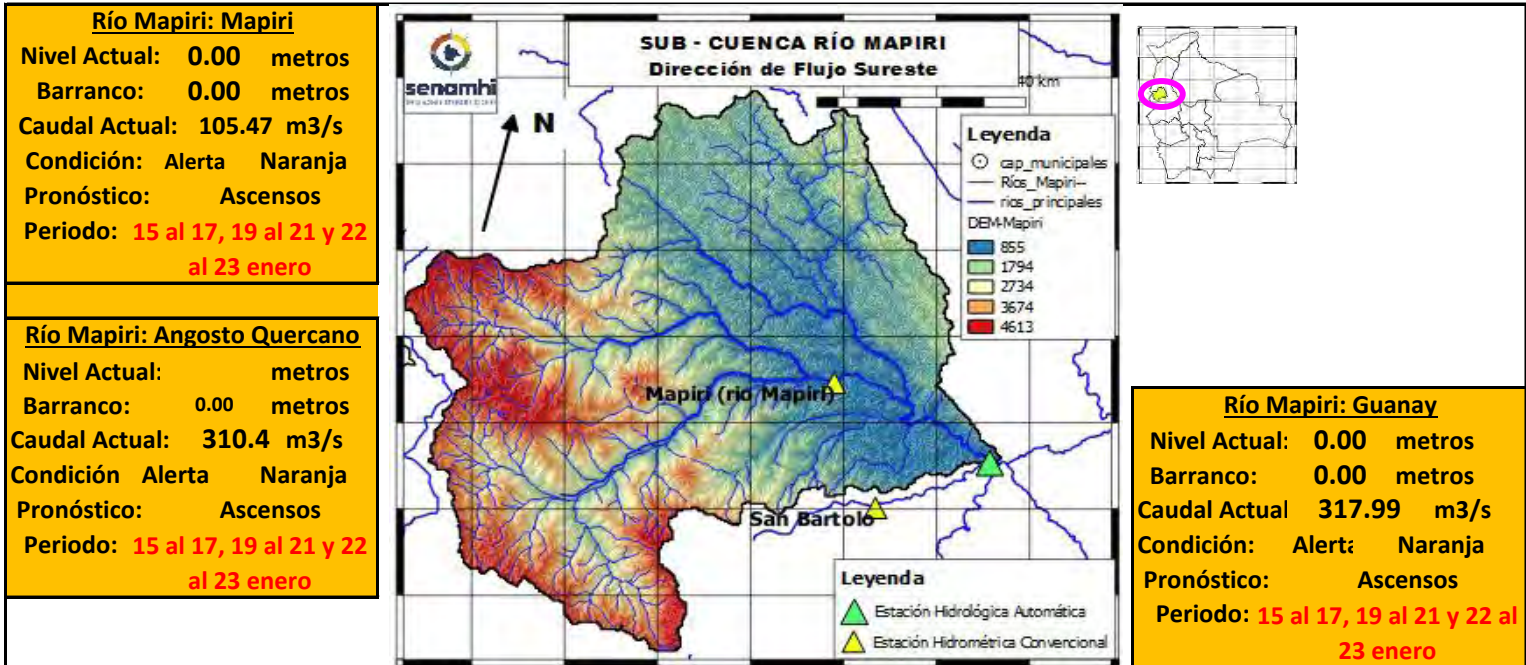 Río Mapiri: Mapiri
Nivel Actual: 0.00 metros
Barranco: 0.00 metros
Caudal Actual: 105.47 m3/s
Condición: Alerta Naranja
Pronóstico: Ascensos
Periodo: 15 al 17, 19 al 21 y 22
al 23 enero
Río Mapiri: Angosto Quercano
Nivel Actual: metros
Barranco: 0.00 metros
Caudal Actual: 310.4 m3/s
Condición Alerta Naranja
Pronóstico: Ascensos
Periodo: 15 al 17, 19 al 21 y 22
al 23 enero
senamhi
SUB - CUENCA RÍO MAPIRI
Dirección de Flujo Sureste
40 km
N
Leyenda
cap_municipales
Ríos_Mapiri--
rios_principales
DEM-Mapiri
855
1794
2734
3674
4613
Mapiri (rio Mapiri)
San Bartolo
Leyenda
Estación Hidrológica Automática
Estación Hidrométrica Convencional
Río Mapiri: Guanay
Nivel Actual: 0.00 metros
Barranco: 0.00 metros
Caudal Actual 317.99 m3/s
Condición: Alerta Naranja
Pronóstico: Ascensos
Periodo: 15 al 17, 19 al 21 y 22 al
23 enero